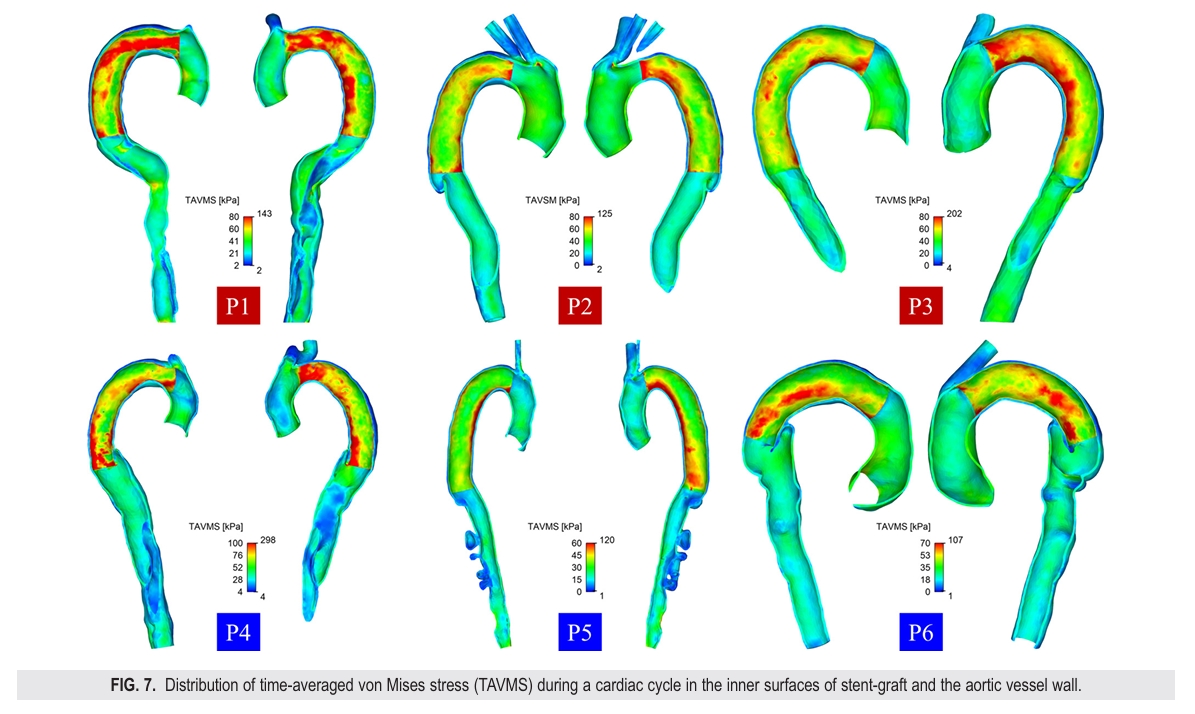 TAVMS [kPa]
80 143
60
41
21
2 2
P1
TAVSM [kPa]
80 125
60
40
20
0 2
P2
TAVMS [kPa]
80 202
60
40
20
0 4
P3
TAVMS [kPa]
100 298
76
52
28
4 4
P4
TAVMS [kPa]
60 120
45
30
15
0 1
P5
TAVMS [kPa]
70 107
53
35
18
0 1
P6
FIG. 7. Distribution of time-averaged von Mises stress (TAVMS) during a cardiac cycle in the inner surfaces of stent-graft and the aortic vessel wall.